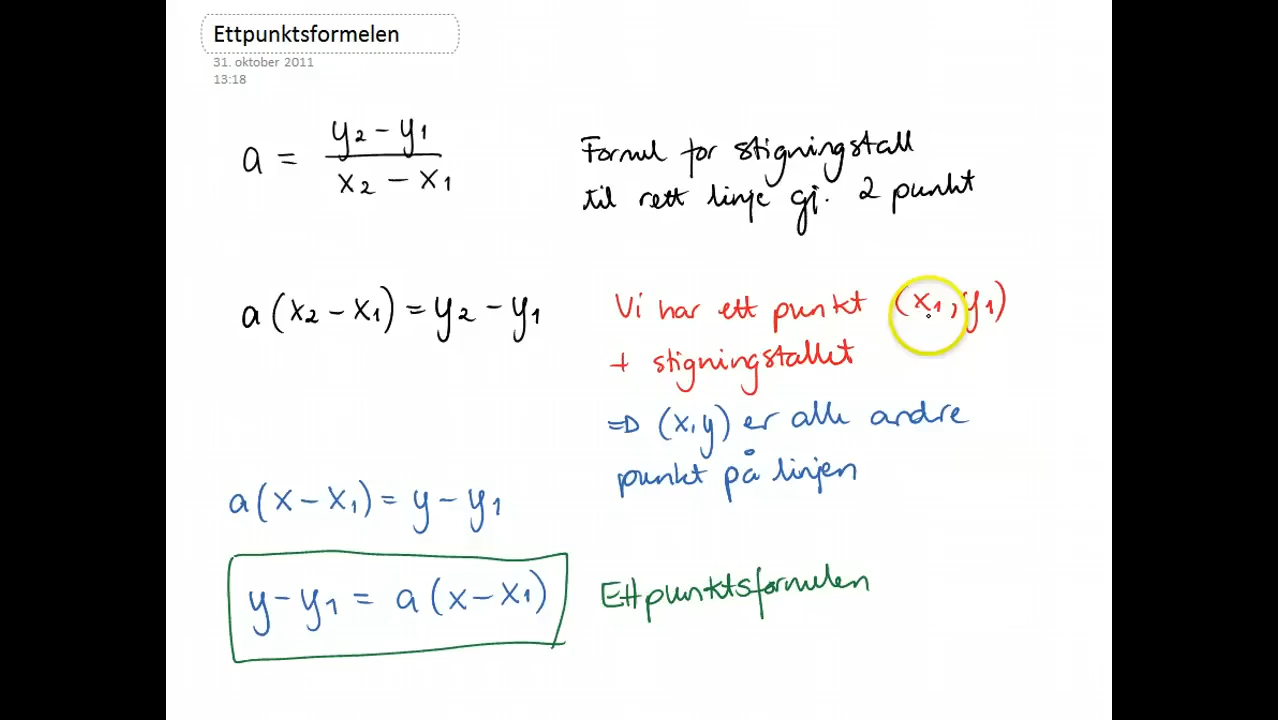 Ettpunktsformelen
31. oktober 2011
13:18
a = \frac{y₂ - y₁}{x₂ - x₁}
Formel for stigningstall
til rett linje gj. 2 punkt
a(x₂ - x₁) = y₂ - y₁
Vi har ett punkt (x₁, y₁)
+ stigningstallet
⇒ (x, y) er alle andre
punkt på linjen
a(x - x₁) = y - y₁
y - y₁ = a(x - x₁)
Ettpunktsformelen